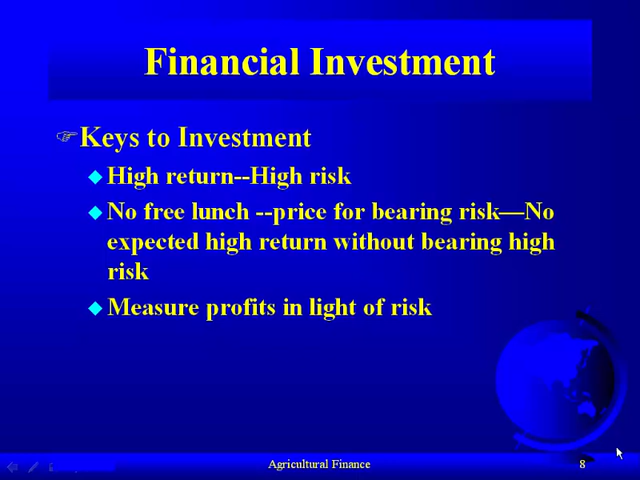 Financial Investment
Keys to Investment
High return--High risk
No free lunch --price for bearing risk—No
expected high return without bearing high
risk
Measure profits in light of risk
Agricultural Finance
8